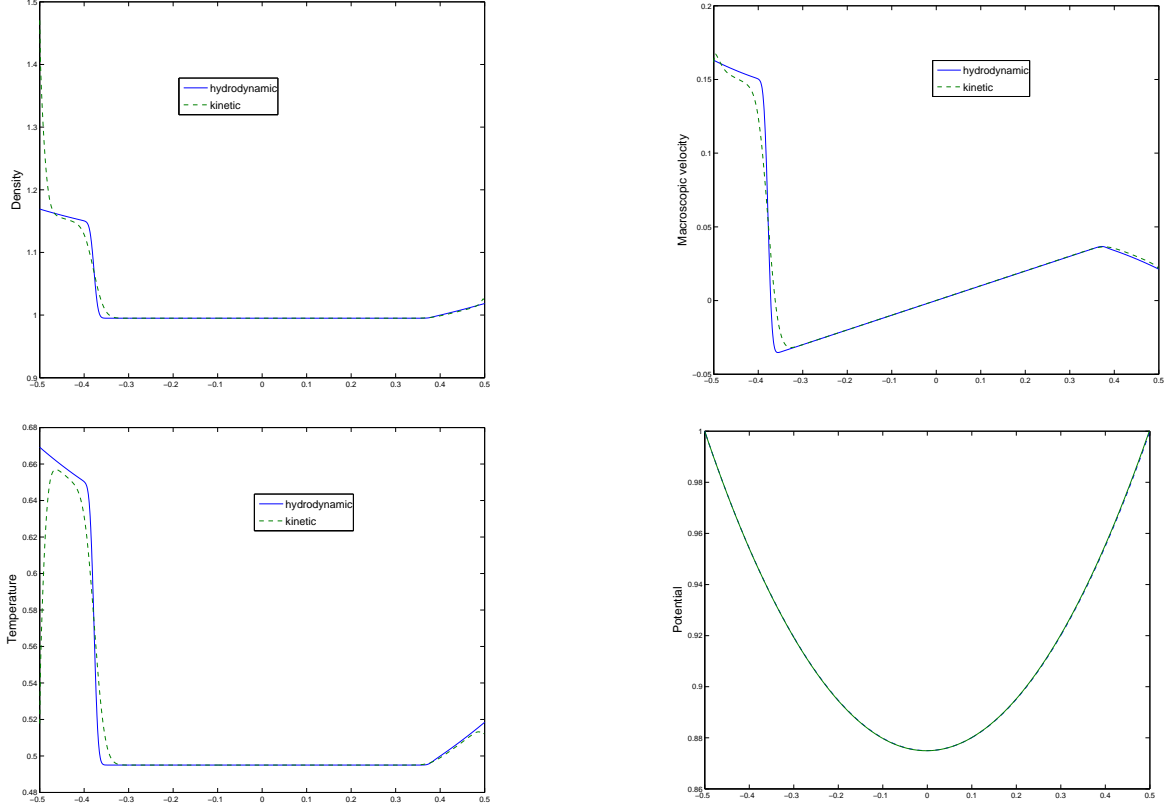 1.5
1.4
1.3
1.2
1.1
1
0.9
Density
hydrodynamic
kinetic
−0.5 −0.4 −0.3 −0.2 −0.1 0 0.1 0.2 0.3 0.4 0.5
0.2
0.15
0.1
0.05
0
−0.05
Macroscopic velocity
hydrodynamic
kinetic
−0.5 −0.4 −0.3 −0.2 −0.1 0 0.1 0.2 0.3 0.4 0.5
0.68
0.66
0.64
0.62
0.6
0.58
0.56
0.54
0.52
0.5
0.48
Temperature
hydrodynamic
kinetic
−0.5 −0.4 −0.3 −0.2 −0.1 0 0.1 0.2 0.3 0.4 0.5
1
0.98
0.96
0.94
0.92
0.9
0.88
0.86
Potential
−0.5 −0.4 −0.3 −0.2 −0.1 0 0.1 0.2 0.3 0.4 0.5